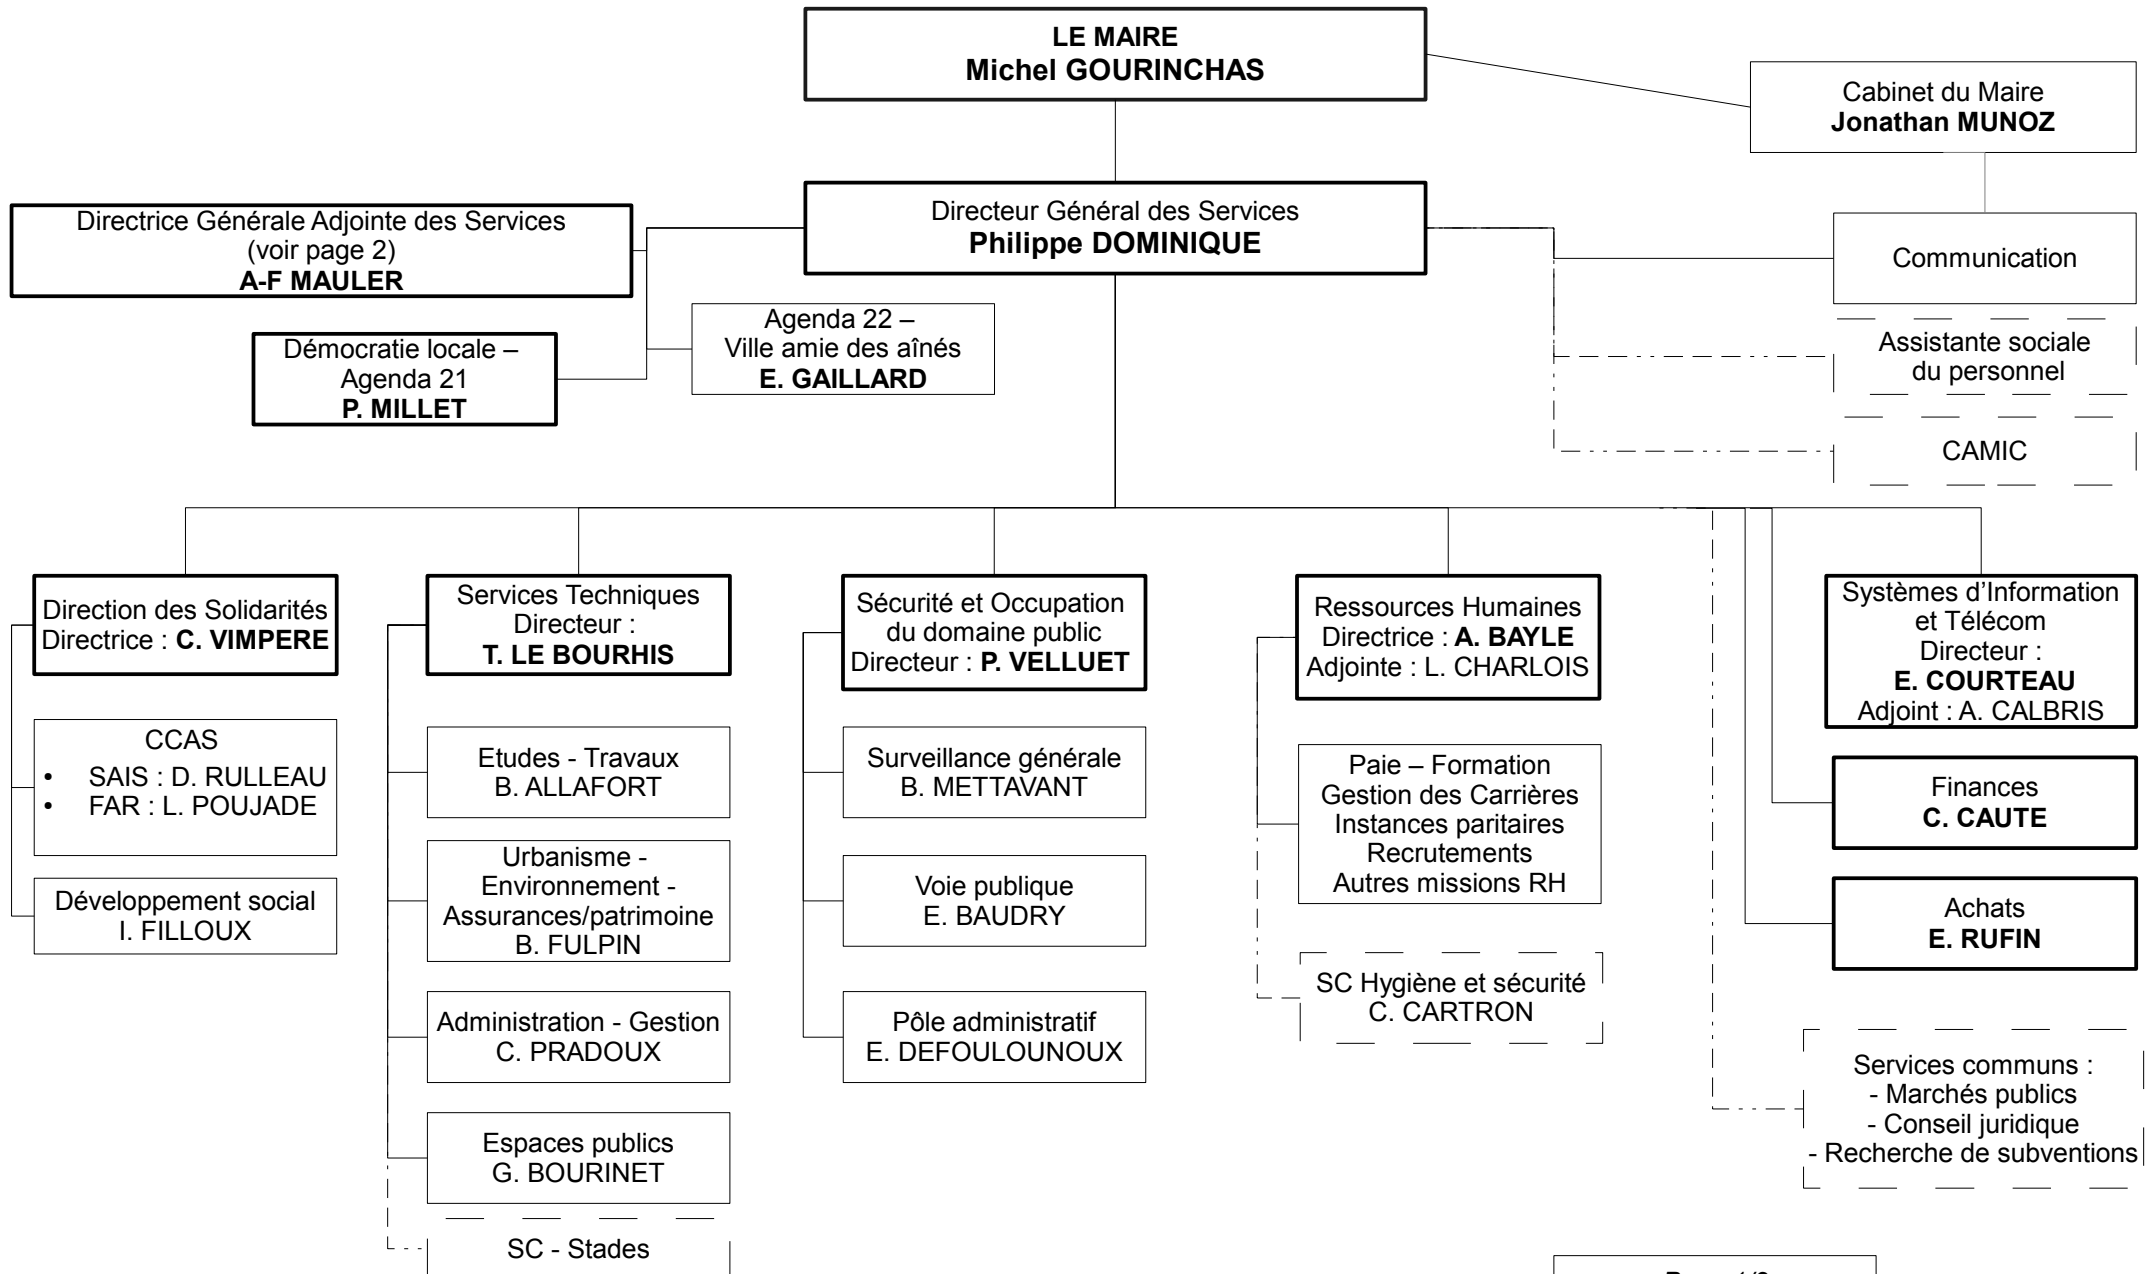 LE MAIRE
Michel GOURINCHAS
Cabinet du Maire
Jonathan MUNOZ
Directrice Générale Adjointe des Services
(voir page 2)
A-F MAULER
Directeur Général des Services
Philippe DOMINIQUE
Communication
Démocratie locale –
Agenda 21
P. MILLET
Agenda 22 –
Ville amie des aînés
E. GAILLARD
Assistante sociale
du personnel
CAMIC
Direction des Solidarités
Directrice : C. VIMPERE
CCAS
• SAIS : D. RULLEAU
• FAR : L. POUJADE
Développement social
I. FILLOUX
Services Techniques
Directeur :
T. LE BOURHIS
Etudes - Travaux
B. ALLAFORT
Urbanisme -
Environnement -
Assurances/patrimoine
B. FULPIN
Administration - Gestion
C. PRADOUX
Espaces publics
G. BOURINET
SC - Stades
Sécurité et Occupation
du domaine public
Directeur : P. VELLUET
Surveillance générale
B. METTAVANT
Voie publique
E. BAUDRY
Pôle administratif
E. DEFOULOUNOUX
Ressources Humaines
Directrice : A. BAYLE
Adjointe : L. CHARLOIS
Paie – Formation
Gestion des Carrières
Instances paritaires
Recrutements
Autres missions RH
SC Hygiène et sécurité
C. CARTRON
Systèmes d'Information
et Télécom
Directeur :
E. COURTEAU
Adjoint : A. CALBRIS
Finances
C. CAUTE
Achats
E. RUFIN
Services communs :
- Marchés publics
- Conseil juridique
- Recherche de subventions